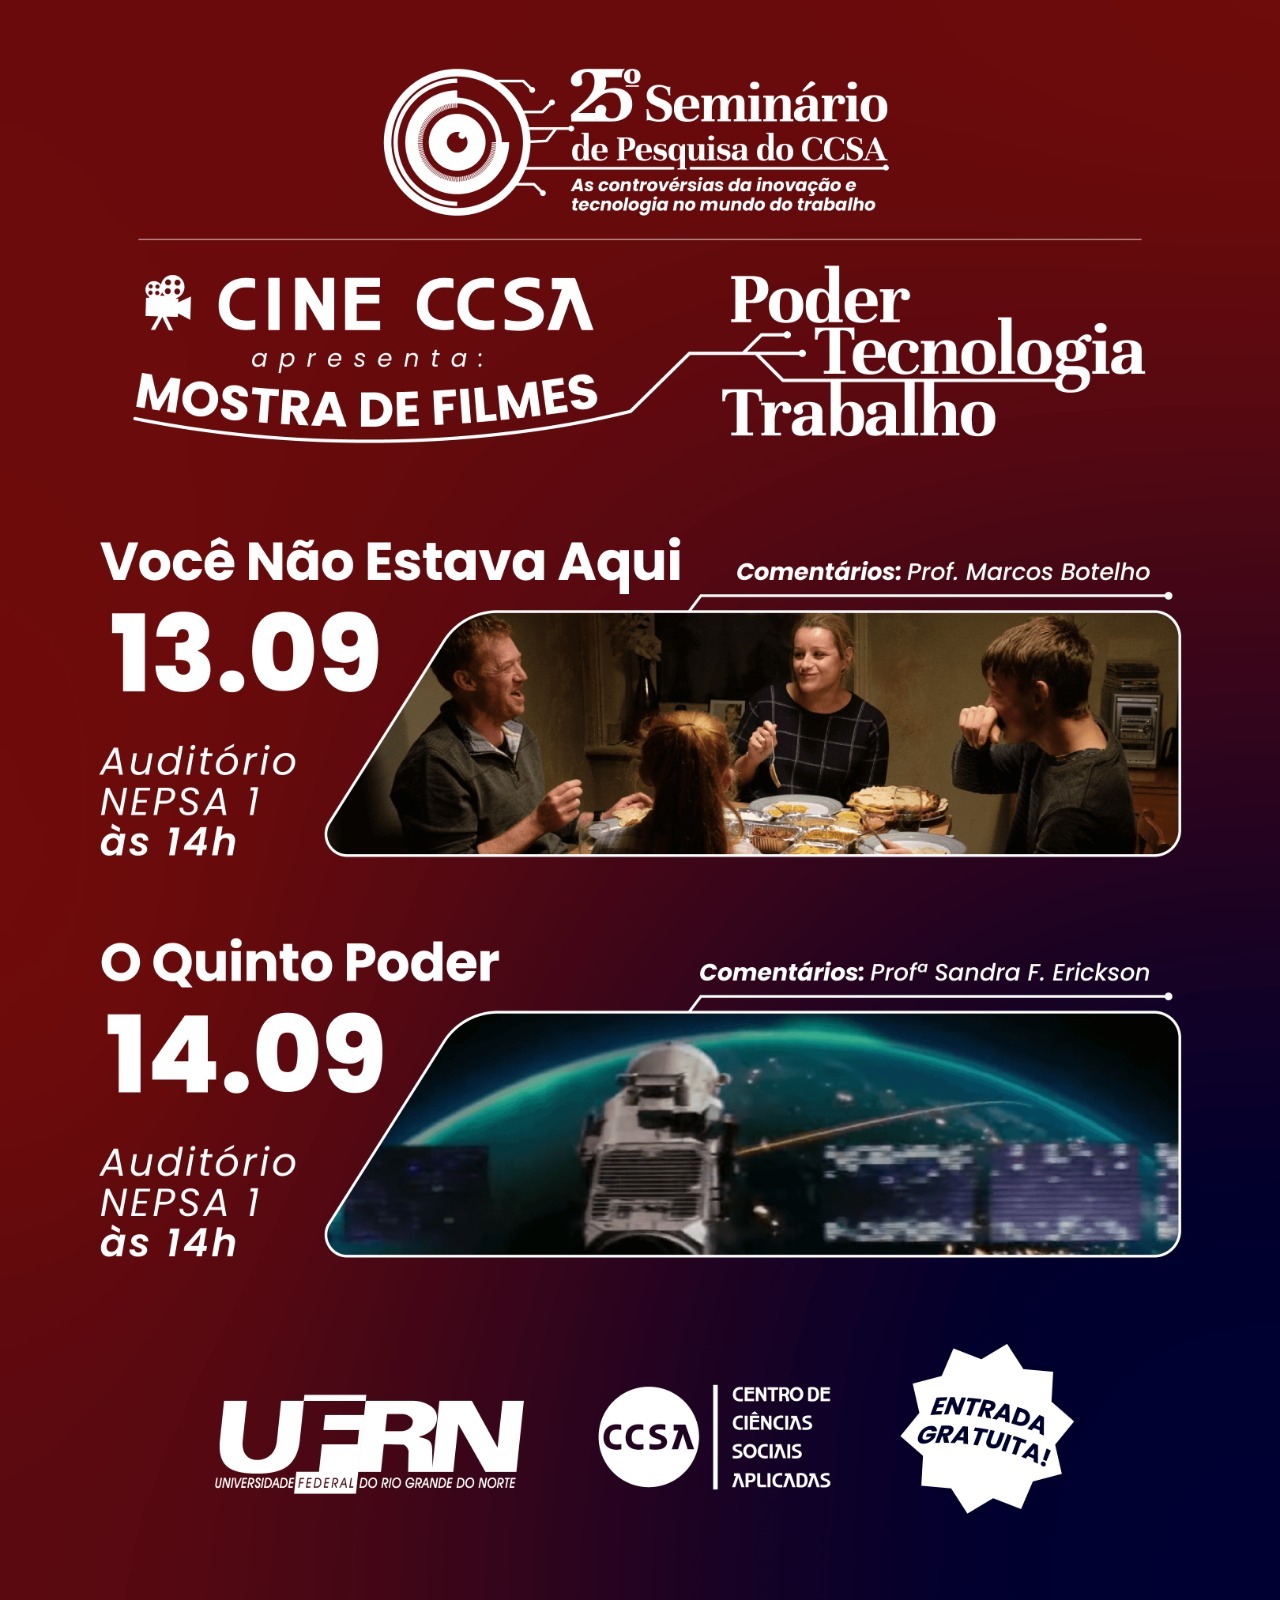 25º Seminário
de Pesquisa do CCSA
As controvérsias da inovação e
tecnologia no mundo do trabalho
CINE CCSA
apresenta:
MOSTRA DE FILMES
Poder
Tecnologia
Trabalho
Você Não Estava Aqui
Comentários: Prof. Marcos Botelho
13.09
Auditório
NEPSA 1
às 14h
O Quinto Poder
Comentários: Profª Sandra F. Erickson
14.09
Auditório
NEPSA 1
às 14h
UFRN
UNIVERSIDADE FEDERAL DO RIO GRANDE DO NORTE
CCSA
CENTRO DE
CIÊNCIAS
SOCIAIS
APLICADAS
ENTRADA
GRATUITA!